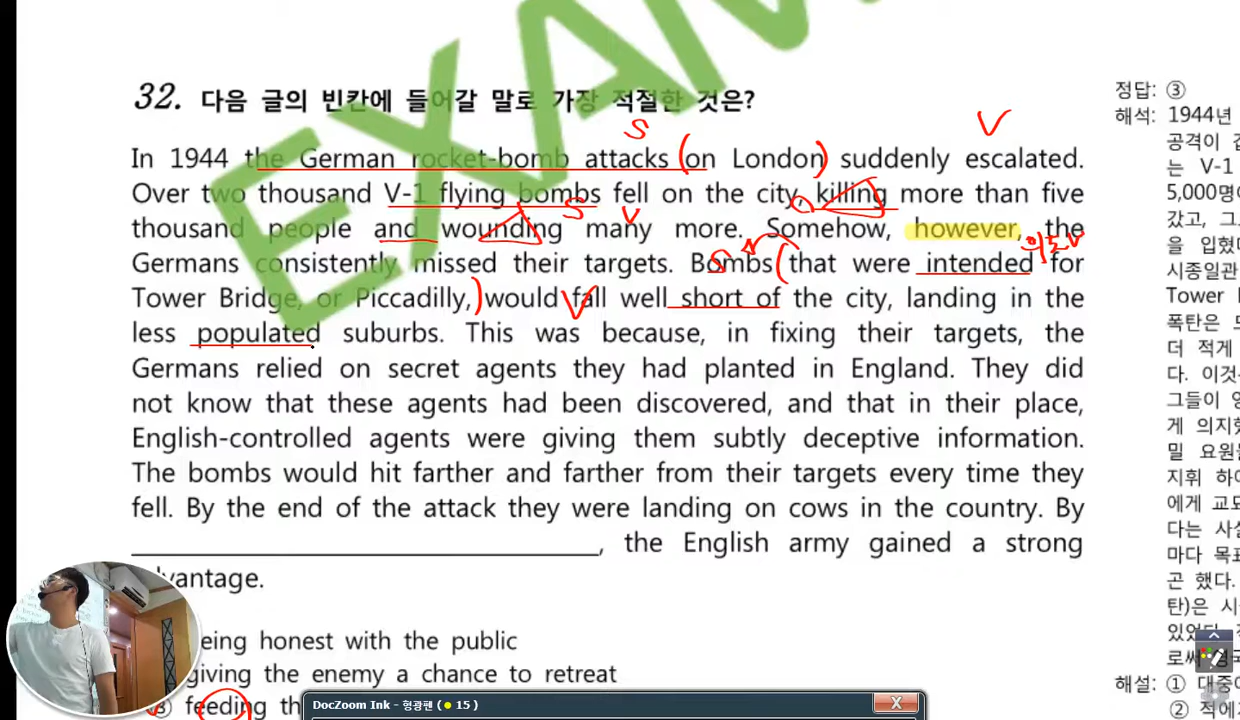 EXAM
32. 다음 글의 빈칸에 들어갈 말로 가장 적절한 것은?
In 1944 the German rocket-bomb attacks (on London) suddenly escalated.
Over two thousand V-1 flying bombs fell on the city, killing more than five
thousand people and wounding many more. Somehow, however, the
Germans consistently missed their targets. Bombs (that were intended for
Tower Bridge, or Piccadilly,) would fall well short of the city, landing in the
less populated suburbs. This was because, in fixing their targets, the
Germans relied on secret agents they had planted in England. They did
not know that these agents had been discovered, and that in their place,
English-controlled agents were giving them subtly deceptive information.
The bombs would hit farther and farther from their targets every time they
fell. By the end of the attack they were landing on cows in the country. By
, the English army gained a strong
advantage.
being honest with the public
giving the enemy a chance to retreat
③ feeding
S
V
S
V
S
V
정답: ③
해석: 1944년
공격이
는 V-1
5,000명
갔고, 그
을 입혔
시종일관
Tower
폭탄은
더 적게
다. 이것
그들이
게 의지
밀 요원
지휘 하
에게 교묘
다는 사실
마다 목표
곤 했다.
탄)은 시
있었다.
로써 영국
해설: ① 대중
② 적에
DocZoom Ink - 형광펜 ( 15 )
X